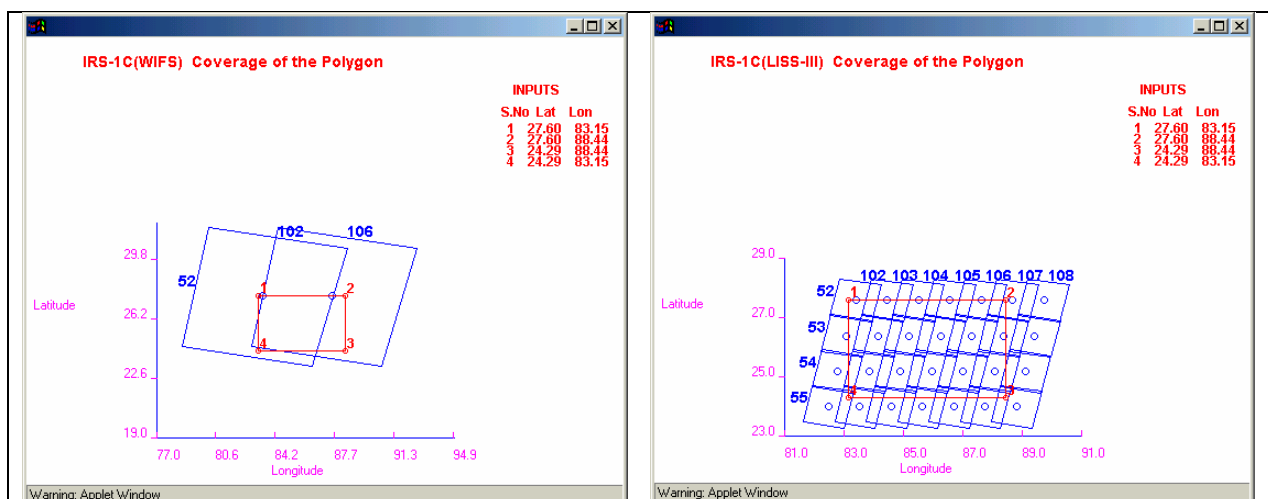 IRS-1C(WIFS) Coverage of the Polygon
INPUTS
S.No Lat Lon
1 27.60 83.15
2 27.60 88.44
3 24.29 88.44
4 24.29 83.15
102 106
52
1 2
4 3
29.8
26.2
22.6
19.0
Latitude
77.0 80.6 84.2 87.7 91.3 94.9
Longitude
Warning: Applet Window
IRS-1C(LISS-III) Coverage of the Polygon
INPUTS
S.No Lat Lon
1 27.60 83.15
2 27.60 88.44
3 24.29 88.44
4 24.29 83.15
102 103 104 105 106 107 108
52
53
54
55
1 2
4 3
29.0
27.0
25.0
23.0
Latitude
81.0 83.0 85.0 87.0 89.0 91.0
Longitude
Warning: Applet Window